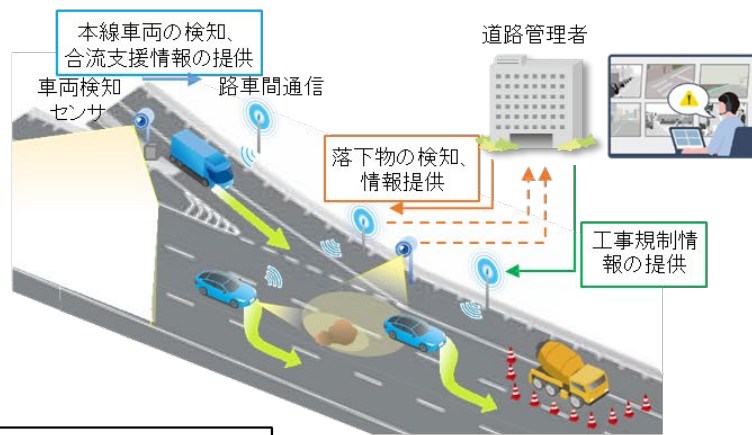 本線車両の検知、
合流支援情報の提供
車両検知
センサ
路車間通信
道路管理者
落下物の検知、
情報提供
工事規制情
報の提供